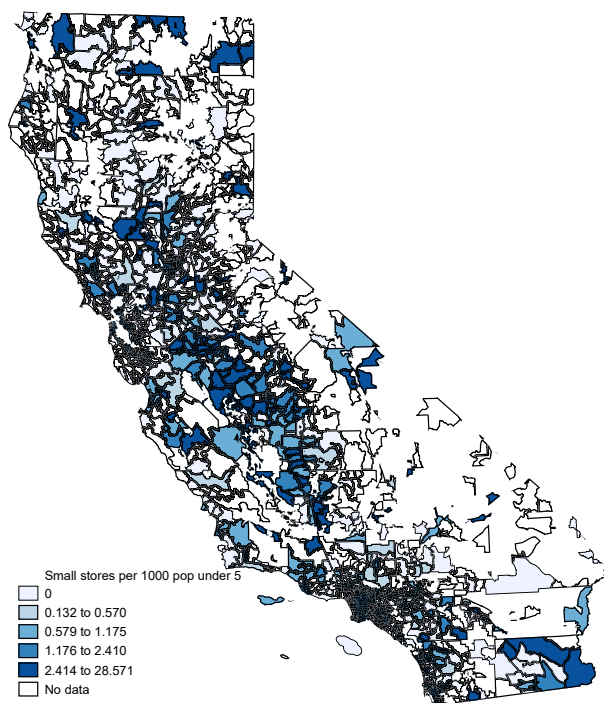 Small stores per 1000 pop under 5
0
0.132 to 0.570
0.579 to 1.175
1.176 to 2.410
2.414 to 28.571
No data